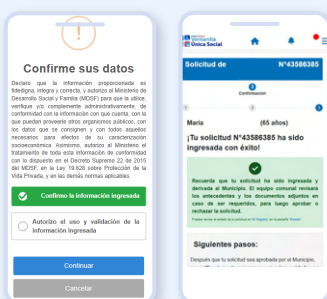 Confirme sus datos
Declaro que la información proporcionada es
fidedigna, íntegra y correcta, y autorizo al Ministerio de
Desarrollo Social y Familia (MDSF) para que la utilice,
verifique y/o complemente administrativamente, de
conformidad con la información con que cuenta, con la
que puedan proveerle otros organismos públicos, con
los datos que se consignen y con todos aquellos
necesarios para efectos de su caracterización
socioeconómica. Asimismo, autorizo al Ministerio el
tratamiento de toda esta información de conformidad
con lo dispuesto en el Decreto Supremo 22 de 2015
del MDSF, en la Ley 19.628 sobre Protección de la
Vida Privada, y en las demás normas aplicables.
Confirmo la información ingresada
Autorizo el uso y validación de la
información ingresada
Continuar
Cancelar
Ventanilla
Única Social
Solicitud de N°43586385
3
Confirmación
María (65 años)
¡Tu solicitud N°43586385 ha sido
ingresada con éxito!
Recuerda que tu solicitud ha sido ingresada y
derivada al Municipio. El equipo comunal revisará
los antecedentes y los documentos adjuntos en
caso de ser requeridos, para luego aprobar o
rechazar la solicitud.
Siguientes pasos:
Después que tu solicitud sea aprobada por el Municipio,